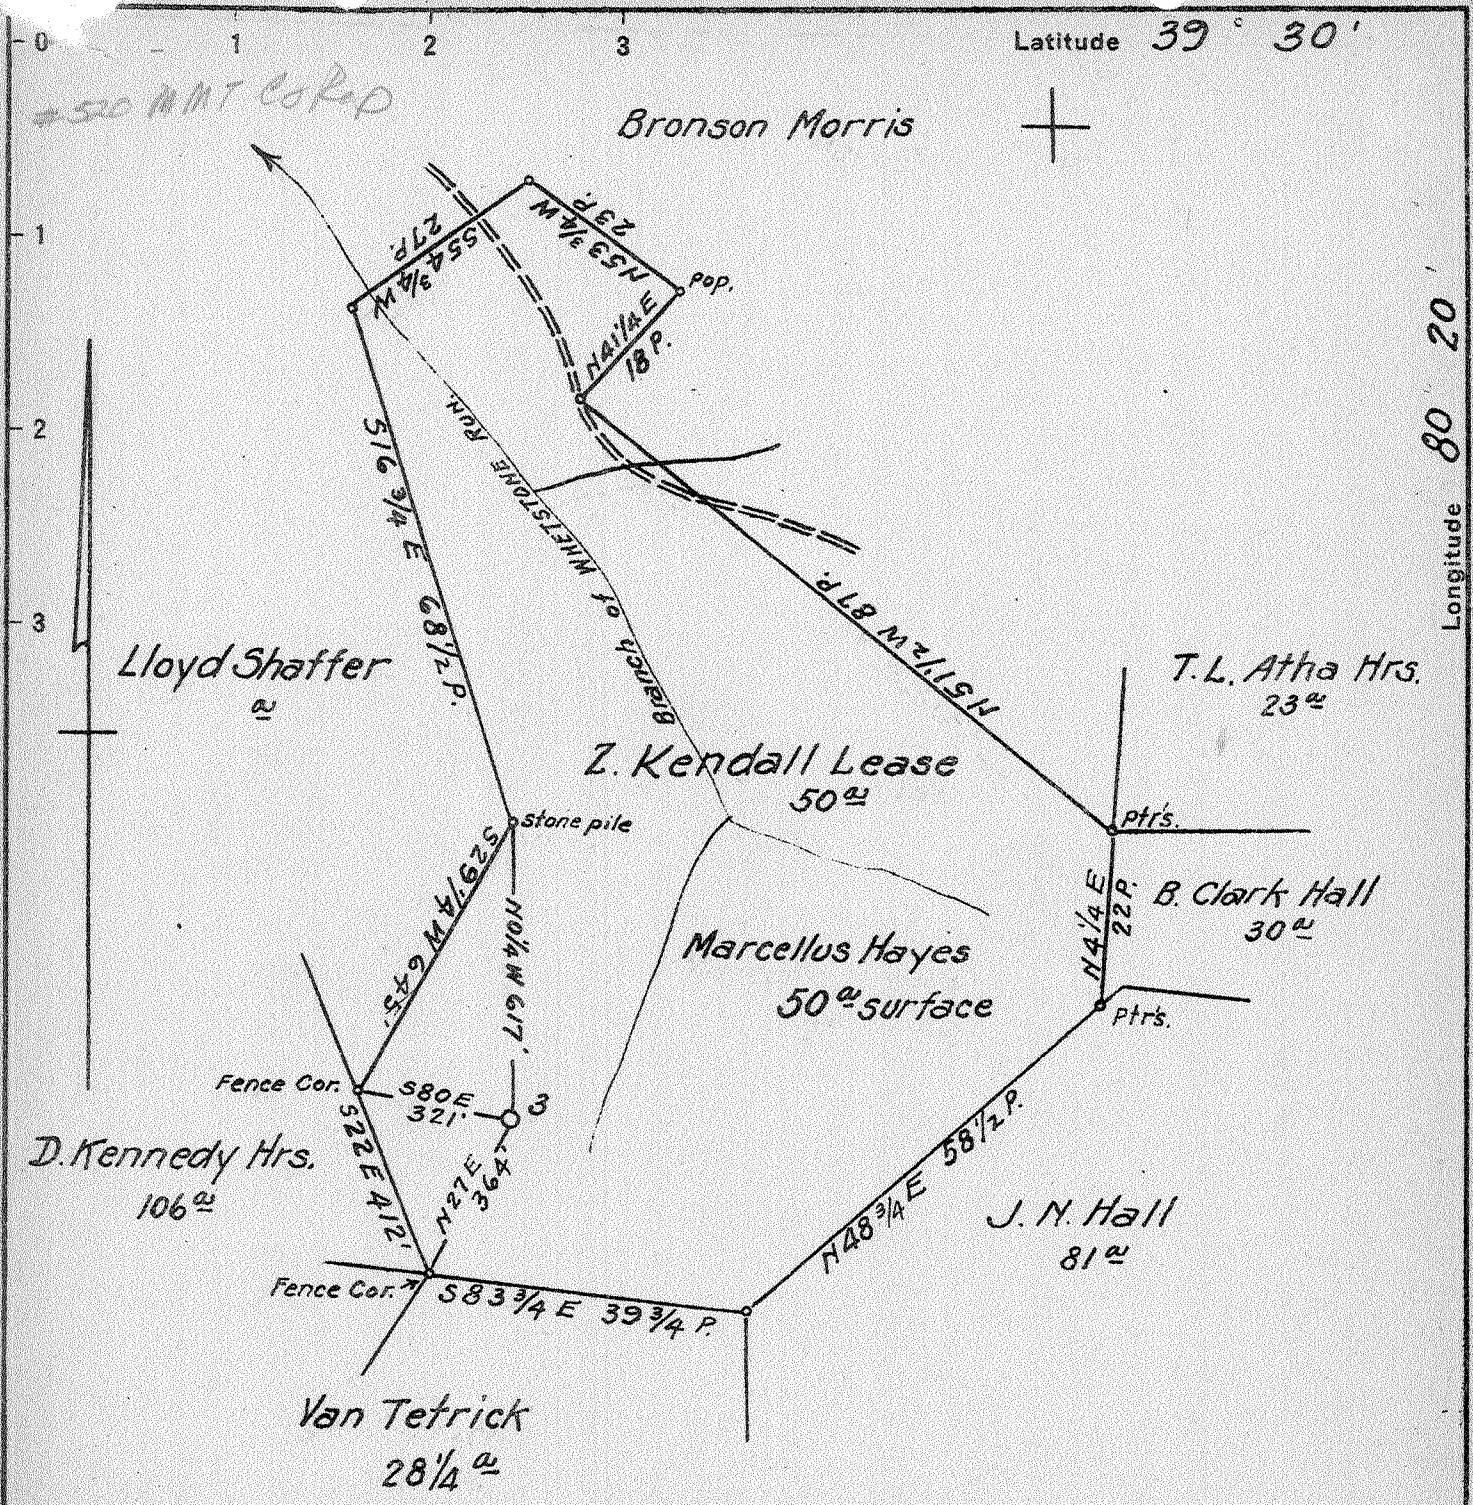 0 1 2 3 Latitude 39° 30'
#520 MMT CoRap
Bronson Morris
1
2
3
Longitude 80 20'
S54 3/4 W
27P.
N53 3/4 W
23 P.
Pop.
N41 1/4 E
18 P.
S16 3/4 E 68 1/2 P.
Branch of WHETSTONE RUN.
N51 1/2 W 87 P.
Lloyd Shaffer
a
T. L. Atha Hrs.
23 a
Z. Kendall Lease
50 a
Stone pile
Ptr's.
S29 1/4 W 645'
N0 1/4 W 617'
N4 1/4 E
22 P.
B. Clark Hall
30 a
Marcellus Hayes
50 a surface
Ptr's.
Fence Cor.
S80E
321'
3
D. Kennedy Hrs.
106 a
S22E 412'
N27E
364'
N48 3/4 E 58 1/2 P.
J. N. Hall
81 a
Fence Cor.
S83 3/4 E 39 3/4 P.
Van Tetrick
28 1/4 a